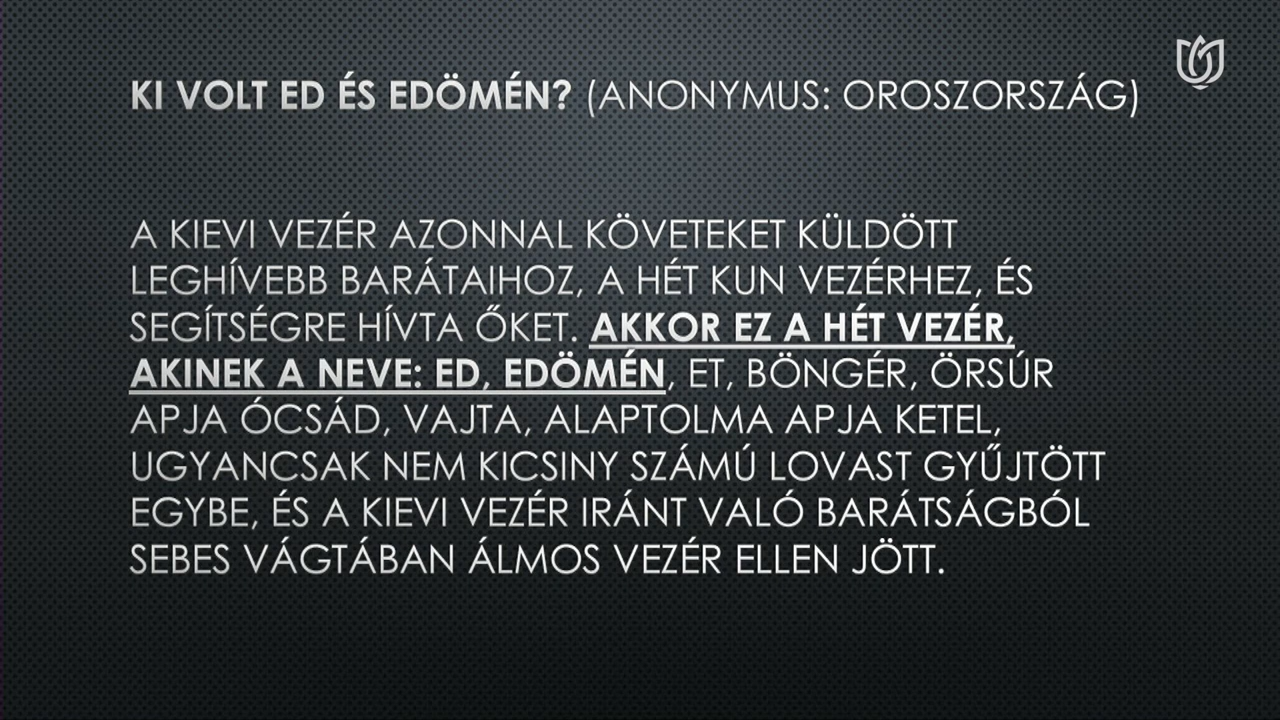 KI VOLT ED ÉS EDÖMÉN? (ANONYMUS: OROSZORSZÁG)
A KIEVI VEZÉR AZONNAL KÖVETEKET KÜLDÖTT
LEGHÍVEBB BARÁTAIHOZ, A HÉT KUN VEZÉRHEZ, ÉS
SEGÍTSÉGRE HÍVTA ŐKET. AKKOR EZ A HÉT VEZÉR,
AKINEK A NEVE: ED, EDÖMÉN, ET, BÖNGÉR, ÖRSÚR
APJA ÓCSÁD, VAJTA, ALAPTOLMA APJA KETEL,
UGYANCSAK NEM KICSINY SZÁMÚ LOVAST GYŰJTÖTT
EGYBE, ÉS A KIEVI VEZÉR IRÁNT VALÓ BARÁTSÁGBÓL
SEBES VÁGTÁBAN ÁLMOS VEZÉR ELLEN JÖTT.